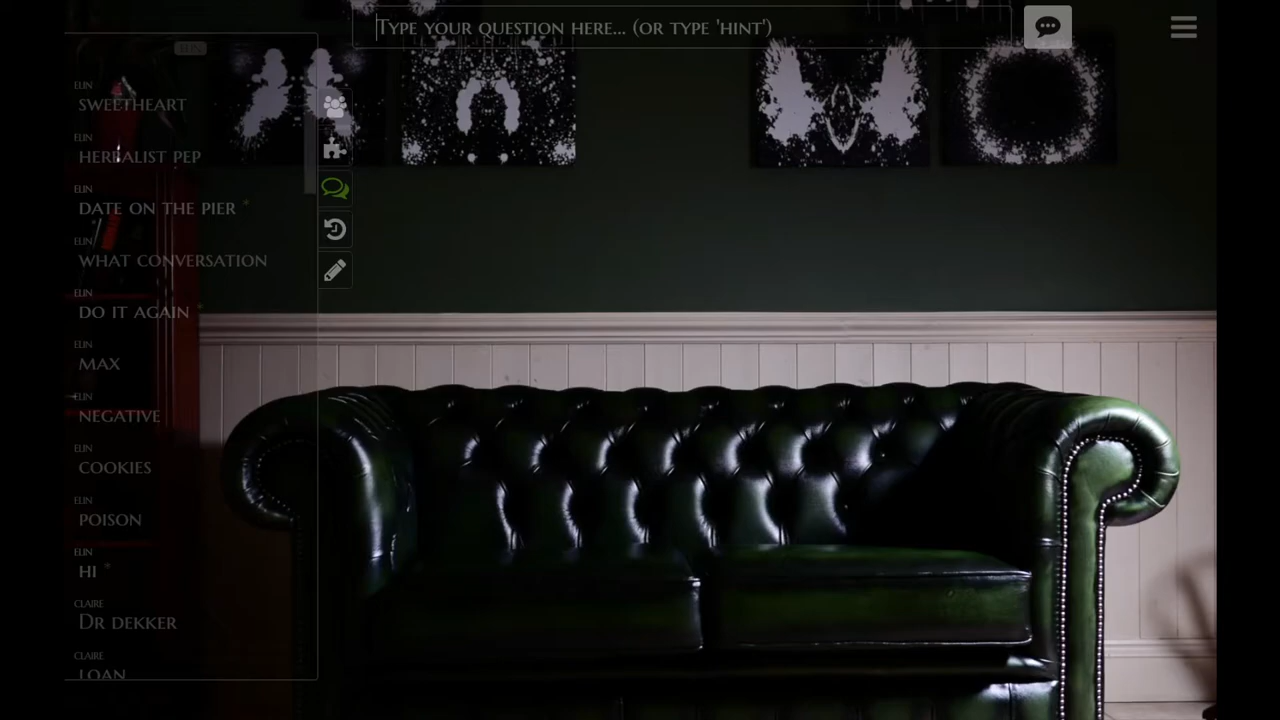 Type your question here... (or type 'hint')
ELIN
ELIN
SWEETHEART
ELIN
HERBALIST PEP
ELIN
DATE ON THE PIER *
ELIN
WHAT CONVERSATION
ELIN
DO IT AGAIN
ELIN
MAX
ELIN
NEGATIVE
ELIN
COOKIES
ELIN
POISON
ELIN
HI *
CLAIRE
DR DEKKER
CLAIRE
LOAN